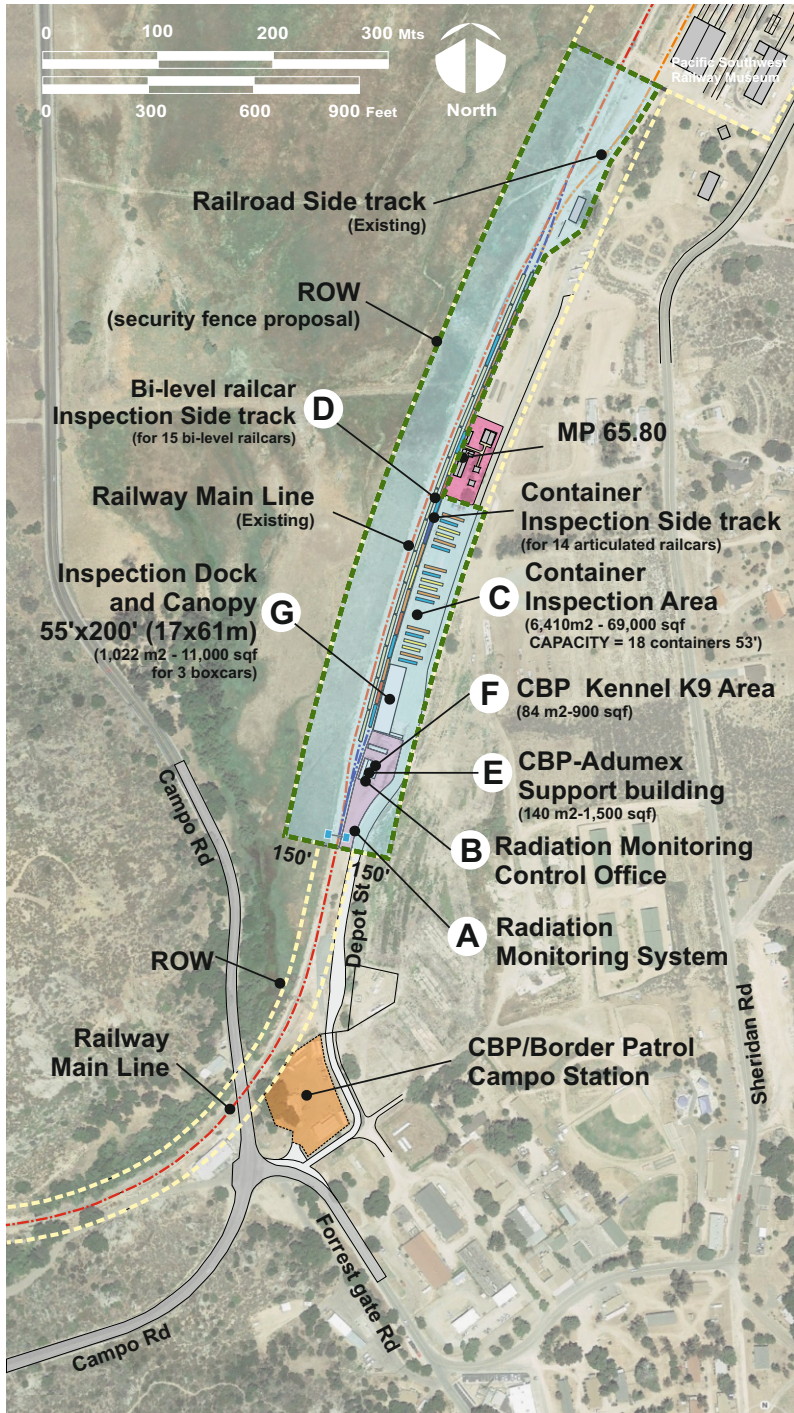 0 100 200 300 Mts
0 300 600 900 Feet
North
Pacific Southwest
Railway Museum
Railroad Side track
(Existing)
ROW
(security fence proposal)
Bi-level railcar
Inspection Side track
(for 15 bi-level railcars)
D
MP 65.80
Railway Main Line
(Existing)
Container
Inspection Side track
(for 14 articulated railcars)
Inspection Dock
and Canopy
55'x200' (17x61m)
(1,022 m2 - 11,000 sqf
for 3 boxcars)
G
C
Container
Inspection Area
(6,410m2 - 69,000 sqf
CAPACITY = 18 containers 53')
F
CBP Kennel K9 Area
(84 m2-900 sqf)
E
CBP-Adumex
Support building
(140 m2-1,500 sqf)
B
Radiation Monitoring
Control Office
A
Radiation
Monitoring System
Campo Rd
150'
150'
Depot St
ROW
Railway
Main Line
CBP/Border Patrol
Campo Station
Sheridan Rd
Forrest gate Rd
Campo Rd
N